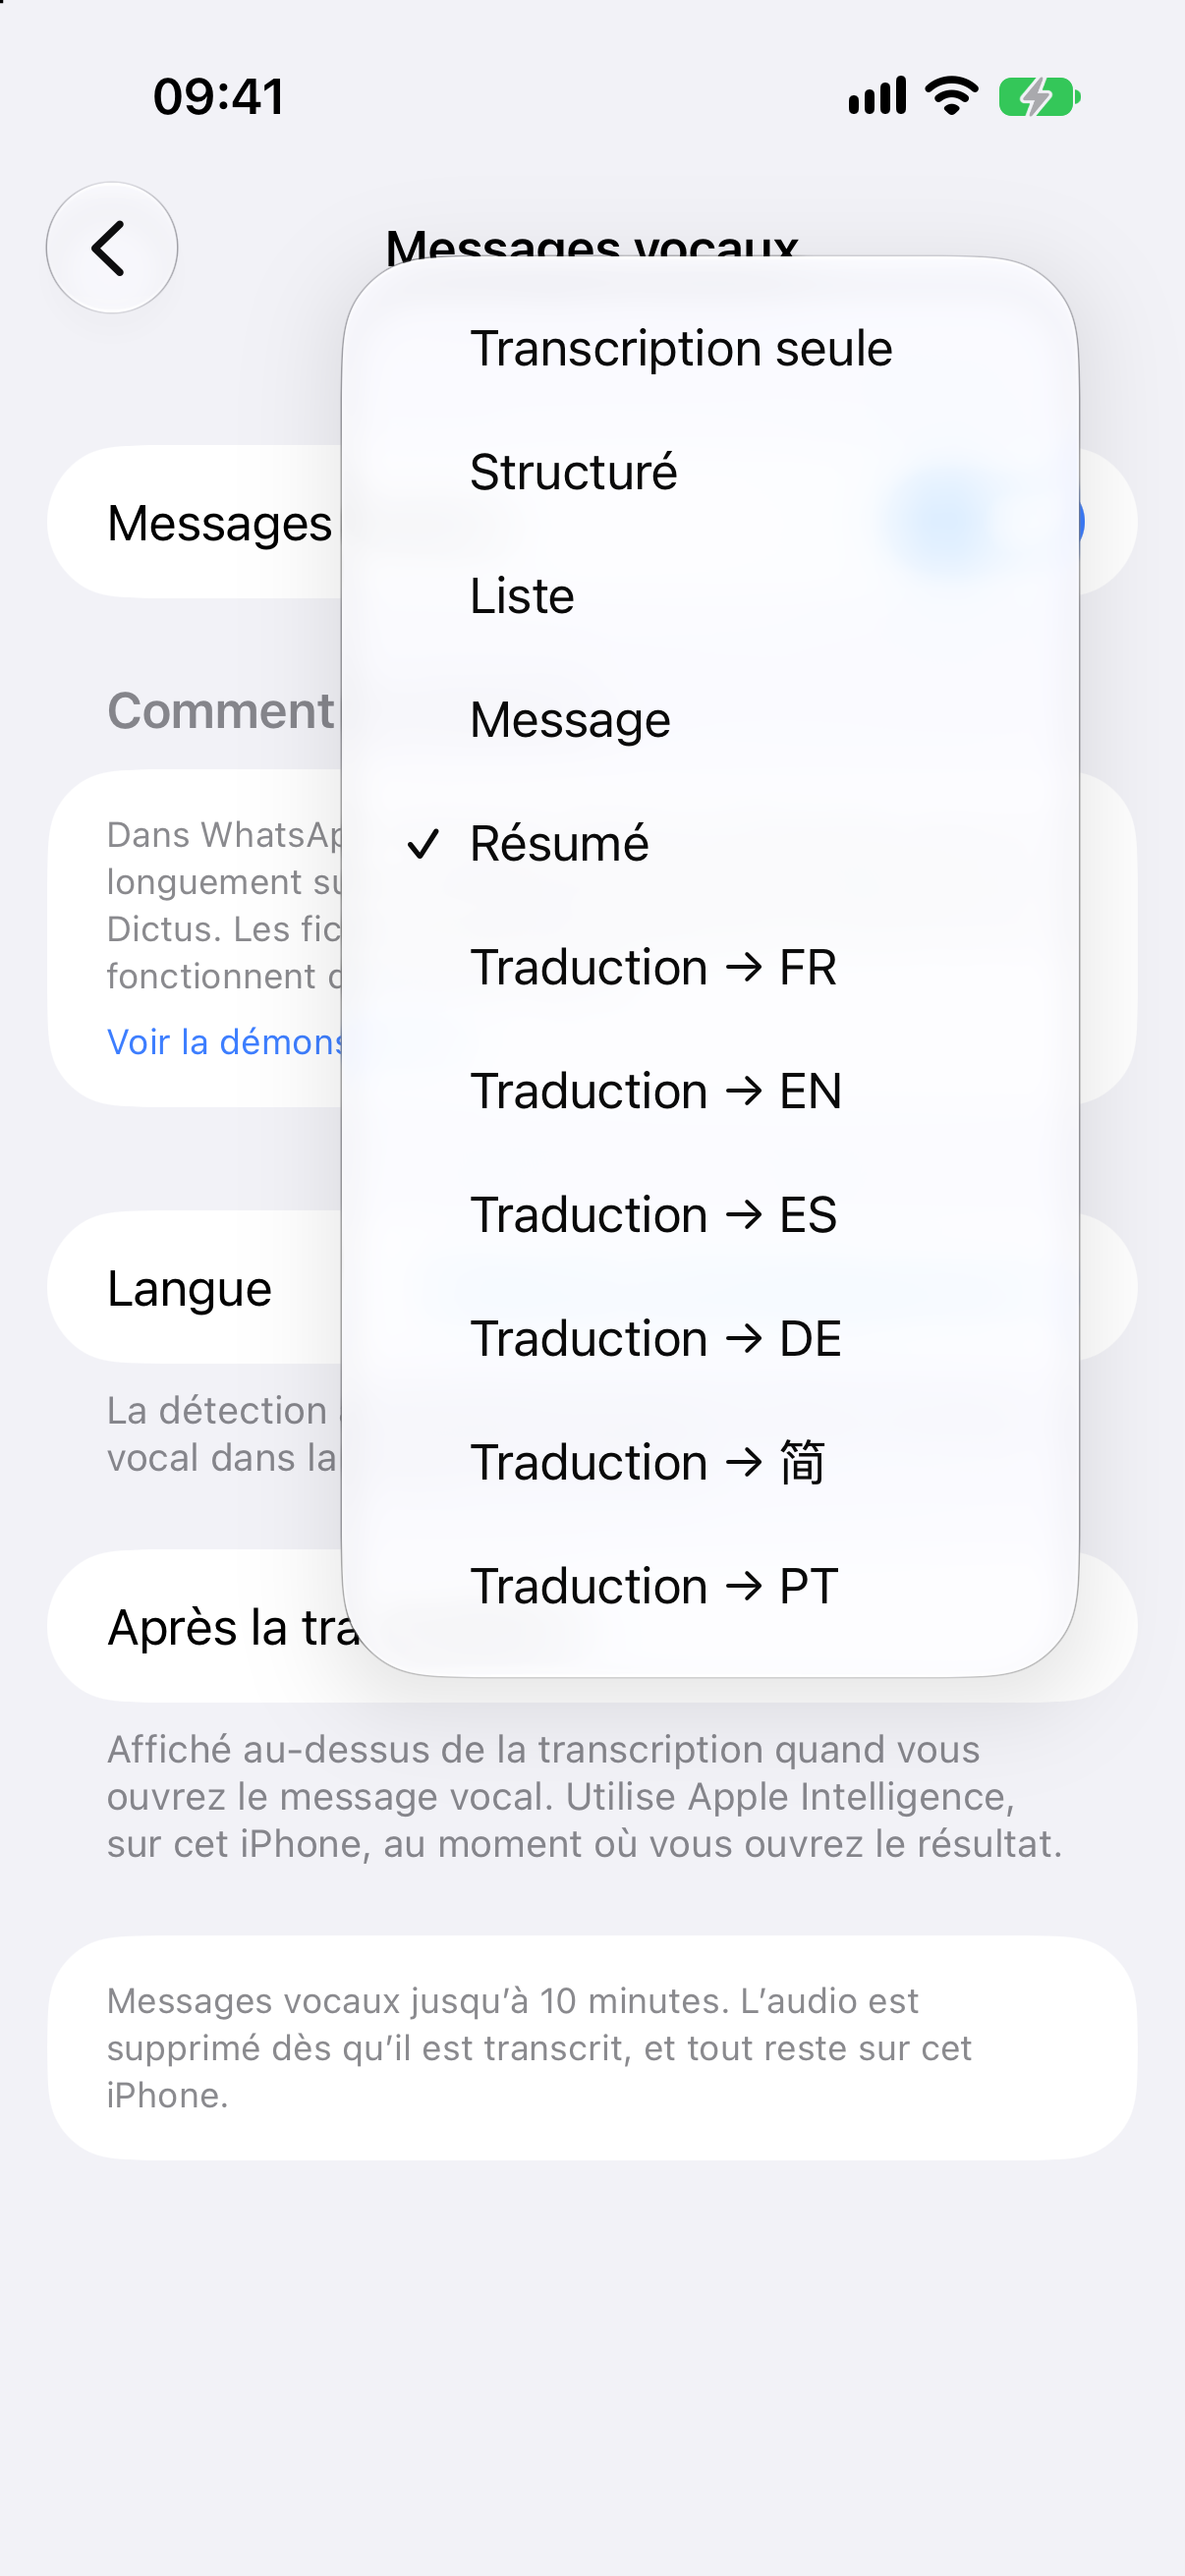 09:41
Messages vocaux
Transcription seule
Structuré
Messages
Liste
Comment
Message
Dans WhatsAp
✓ Résumé
longuement su
Dictus. Les fic
Traduction → FR
fonctionnent
Voir la démons
Traduction → EN
Traduction → ES
Langue
Traduction → DE
La détection
vocal dans la
Traduction → 简
Traduction → PT
Après la tra
Affiché au-dessus de la transcription quand vous
ouvrez le message vocal. Utilise Apple Intelligence,
sur cet iPhone, au moment où vous ouvrez le résultat.
Messages vocaux jusqu’à 10 minutes. L’audio est
supprimé dès qu’il est transcrit, et tout reste sur cet
iPhone.